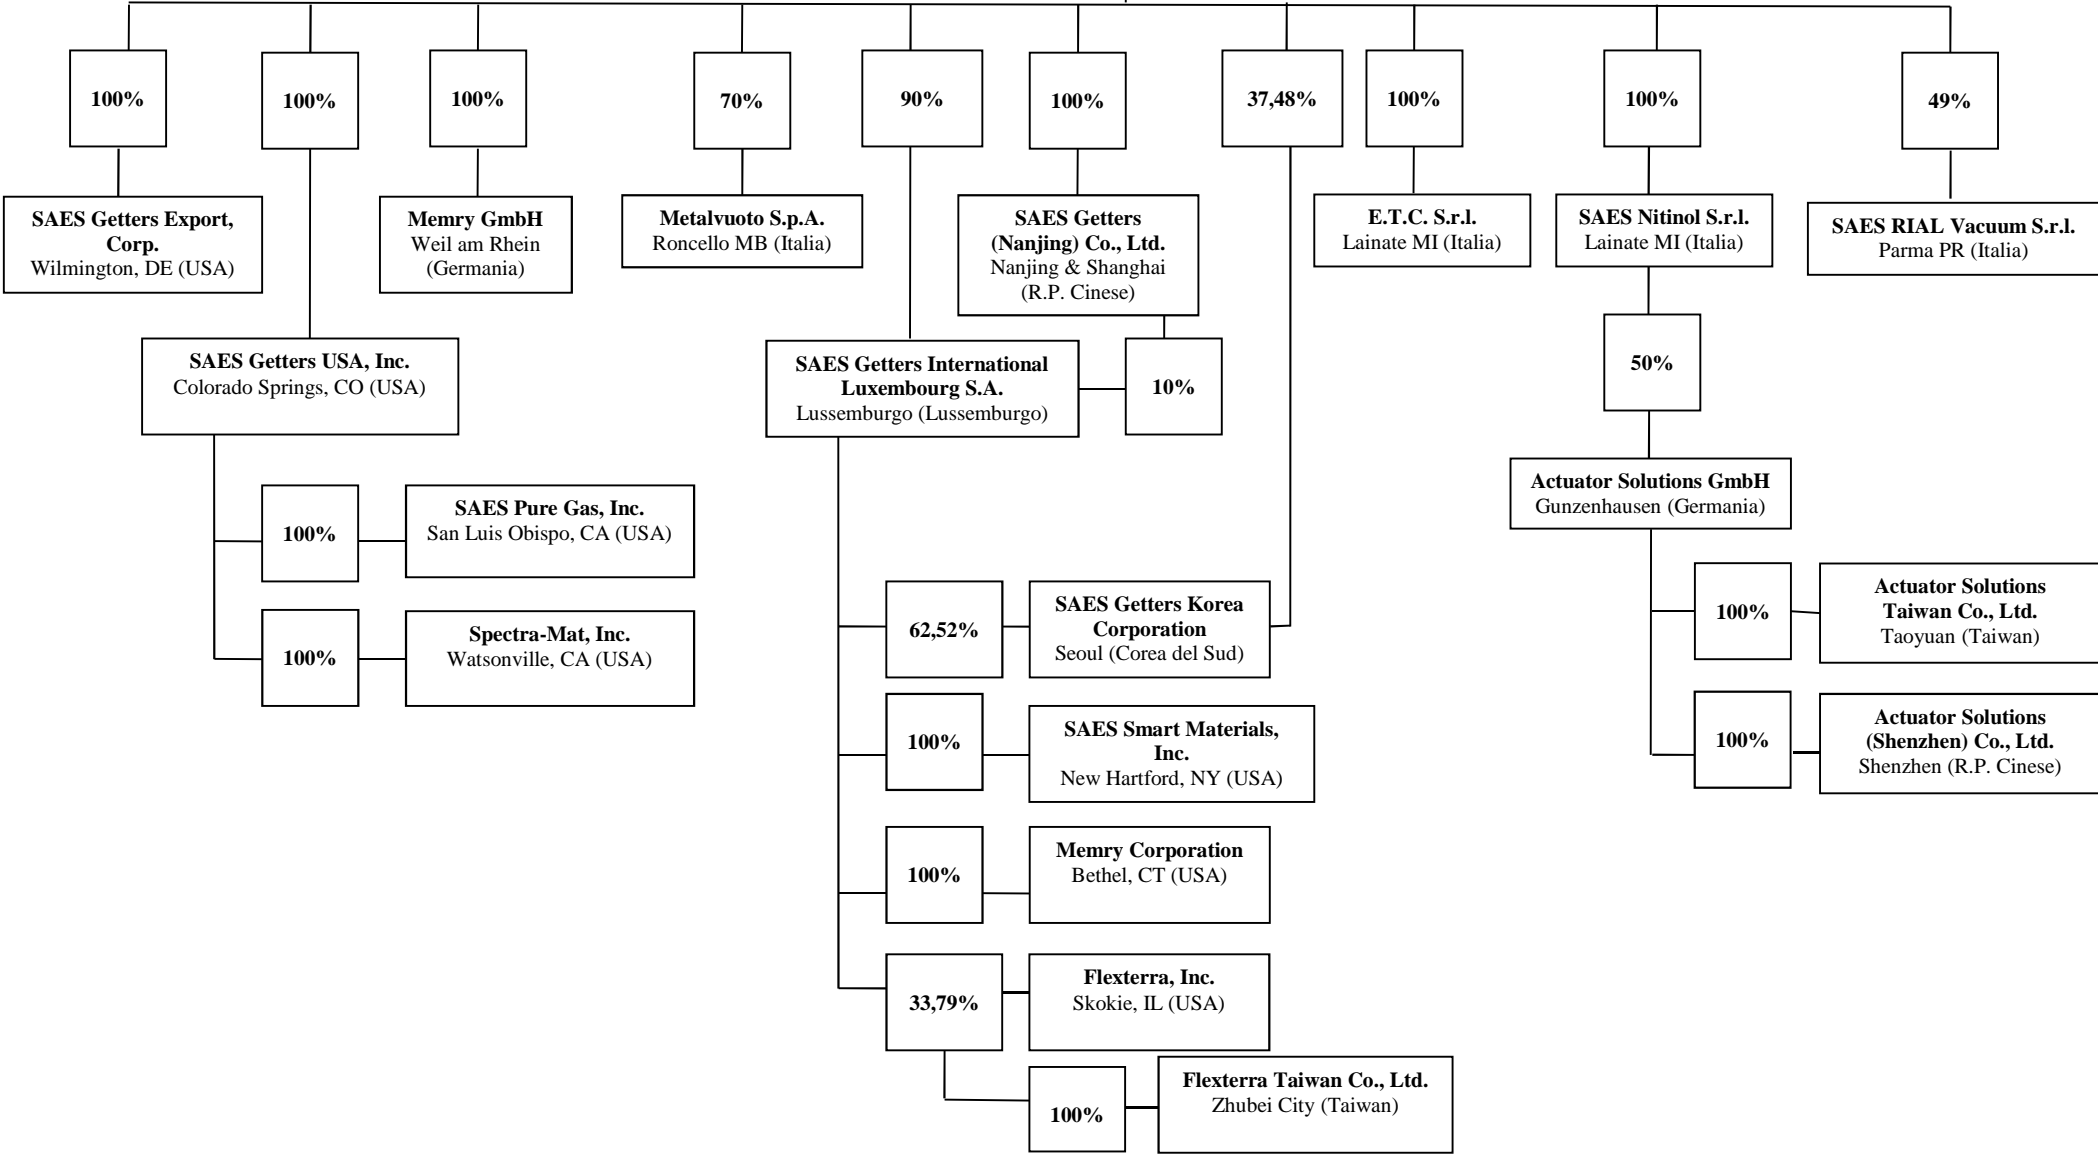 100%
100%
100%
70%
90%
100%
37,48%
100%
100%
49%
SAES Getters Export,
Corp.
Wilmington, DE (USA)
Memry GmbH
Weil am Rhein
(Germania)
Metalvuoto S.p.A.
Roncello MB (Italia)
SAES Getters
(Nanjing) Co., Ltd.
Nanjing & Shanghai
(R.P. Cinese)
E.T.C. S.r.l.
Lainate MI (Italia)
SAES Nitinol S.r.l.
Lainate MI (Italia)
SAES RIAL Vacuum S.r.l.
Parma PR (Italia)
SAES Getters USA, Inc.
Colorado Springs, CO (USA)
SAES Getters International
Luxembourg S.A.
Lussemburgo (Lussemburgo)
10%
50%
Actuator Solutions GmbH
Gunzenhausen (Germania)
100%
SAES Pure Gas, Inc.
San Luis Obispo, CA (USA)
100%
Spectra-Mat, Inc.
Watsonville, CA (USA)
62,52%
SAES Getters Korea
Corporation
Seoul (Corea del Sud)
100%
Actuator Solutions
Taiwan Co., Ltd.
Taoyuan (Taiwan)
100%
SAES Smart Materials,
Inc.
New Hartford, NY (USA)
100%
Actuator Solutions
(Shenzhen) Co., Ltd.
Shenzhen (R.P. Cinese)
100%
Memry Corporation
Bethel, CT (USA)
33,79%
Flexterra, Inc.
Skokie, IL (USA)
100%
Flexterra Taiwan Co., Ltd.
Zhubei City (Taiwan)